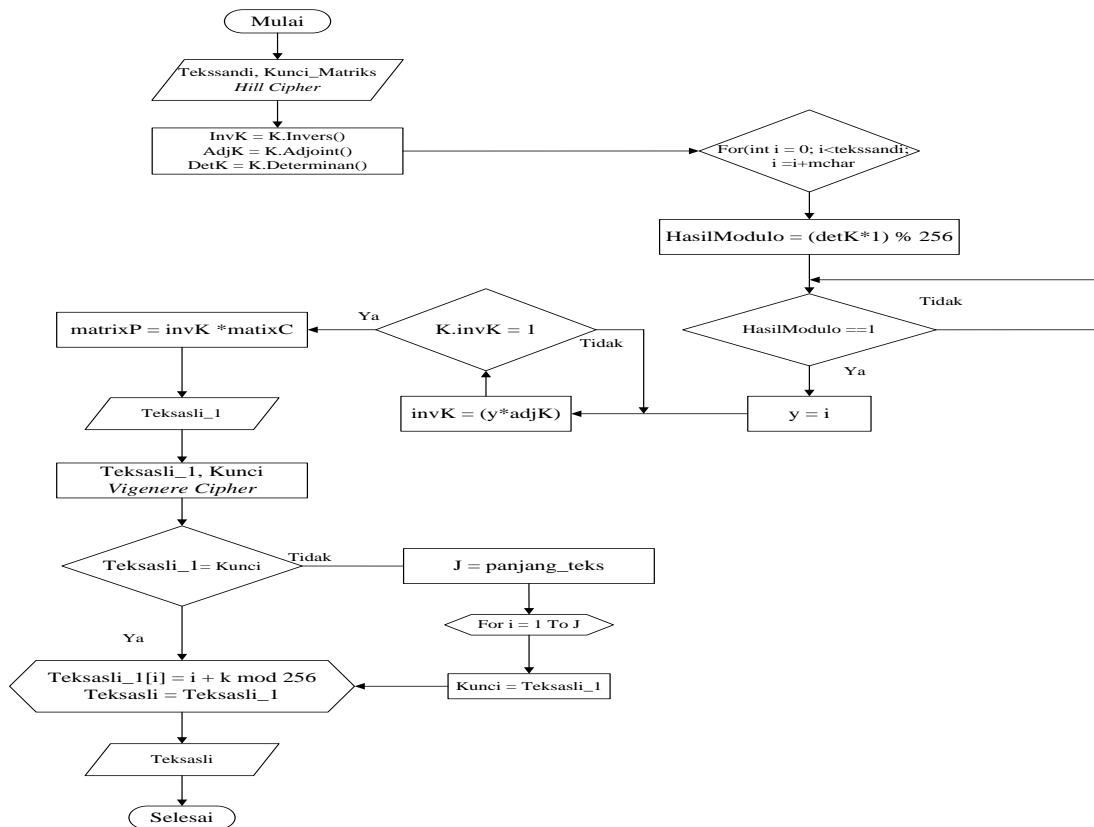 Mulai
Tekssandi, Kunci_Matriks
Hill Cipher
InvK = K.Invers()
AdjK = K.Adjoint()
DetK = K.Determinan()
For(int i = 0; i<tekssandi;
i =i+mchar
HasilModulo = (detK*1) % 256
HasilModulo ==1
Tidak
Ya
y = i
invK = (y*adjK)
K.invK = 1
Tidak
Ya
matrixP = invK *matixC
Teksasli_1
Teksasli_1, Kunci
Vigenere Cipher
Teksasli_1= Kunci
Tidak
J = panjang_teks
For i = 1 To J
Kunci = Teksasli_1
Ya
Teksasli_1[i] = i + k mod 256
Teksasli = Teksasli_1
Teksasli
Selesai